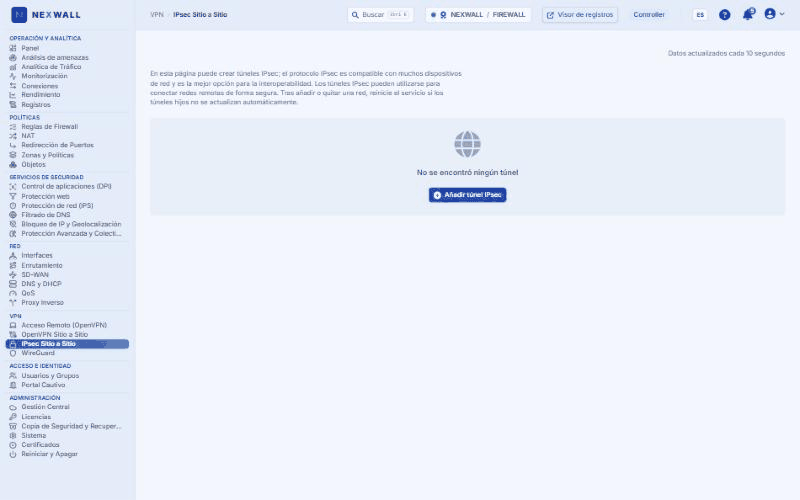 NEXWALL
VPN / IPsec Sitio a Sitio
Buscar Ctrl K
NEXWALL / FIREWALL
Visor de registros
Controller
ES
OPERACIÓN Y ANALÍTICA
Panel
Análisis de amenazas
Analítica de Tráfico
Monitorización
Conexiones
Rendimiento
Registros
POLÍTICAS
Reglas de Firewall
NAT
Redirección de Puertos
Zonas y Políticas
Objetos
SERVICIOS DE SEGURIDAD
Control de aplicaciones (DPI)
Protección web
Protección de red (IPS)
Filtrado de DNS
Bloqueo de IP y Geolocalización
Protección Avanzada y Colecti...
RED
Interfaces
Enrutamiento
SD-WAN
DNS y DHCP
QoS
Proxy Inverso
VPN
Acceso Remoto (OpenVPN)
OpenVPN Sitio a Sitio
IPsec Sitio a Sitio
WireGuard
ACCESO E IDENTIDAD
Usuarios y Grupos
Portal Cautivo
ADMINISTRACIÓN
Gestión Central
Licencias
Copia de Seguridad y Recuper...
Sistema
Certificados
Reiniciar y Apagar
Datos actualizados cada 10 segundos
En esta página puede crear túneles IPsec; el protocolo IPsec es compatible con muchos dispositivos
de red y es la mejor opción para la interoperabilidad. Los túneles IPsec pueden utilizarse para
conectar redes remotas de forma segura. Tras añadir o quitar una red, reinicie el servicio si los
túneles hijos no se actualizan automáticamente.
No se encontró ningún túnel
Añadir túnel IPsec